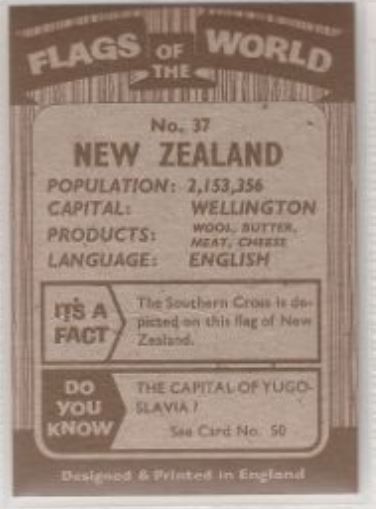 FLAGS OF THE WORLD
No. 37
NEW ZEALAND
POPULATION: 2,153,356
CAPITAL: WELLINGTON
PRODUCTS: WOOL, BUTTER,
MEAT, CHEESE
LANGUAGE: ENGLISH
IT'S A
FACT
The Southern Cross is de-
picted on this flag of New
Zealand.
DO
YOU
KNOW
THE CAPITAL OF YUGO-
SLAVIA ?
See Card No. 50
Designed & Printed in England